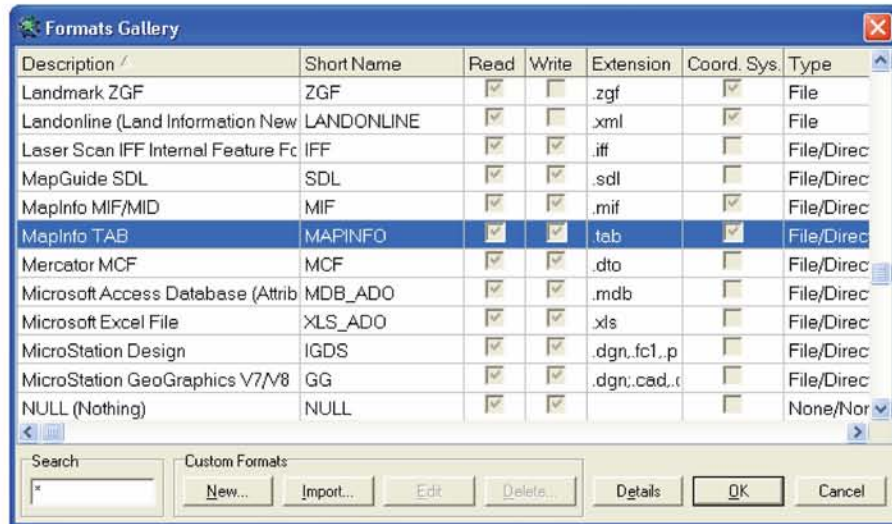 Formats Gallery
Description / Short Name Read Write Extension Coord. Sys. Type
Landmark ZGF ZGF .zgf File
Landonline (Land Information New LANDONLINE .xml File
Laser Scan IFF Internal Feature Fc IFF .iff File/Direc
MapGuide SDL SDL .sdl File/Direc
MapInfo MIF/MID MIF .mif File/Direc
MapInfo TAB MAPINFO .tab File/Direc
Mercator MCF MCF .dto File/Direc
Microsoft Access Database (Attrib MDB_ADO .mdb File/Direc
Microsoft Excel File XLS_ADO .xls File/Direc
MicroStation Design IGDS .dgn,.fc1,.p File/Direc
MicroStation GeoGraphics V7/V8 GG .dgn;.cad,.c File/Direc
NULL (Nothing) NULL None/Nor
Search Custom Formats
* New... Import... Edit Delete... Details OK Cancel